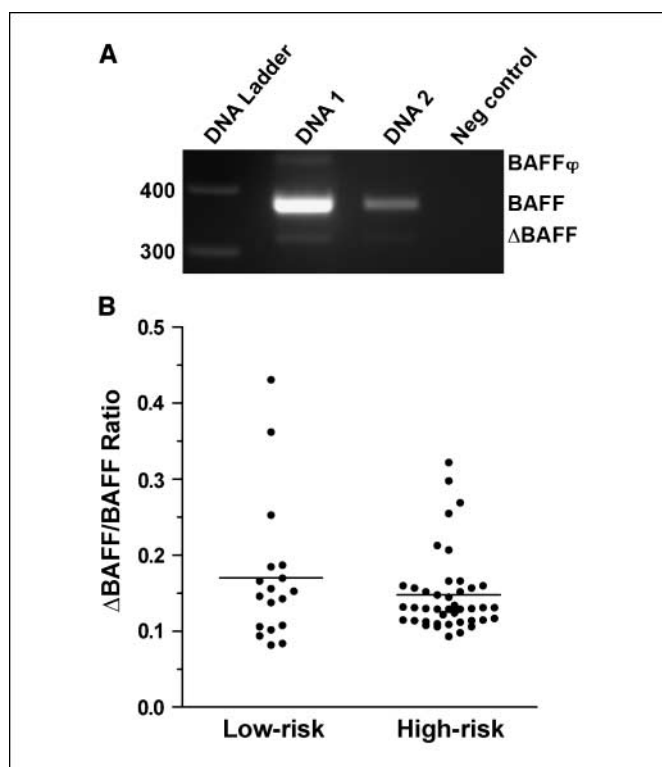 A
DNA Ladder
DNA 1
DNA 2
Neg control
BAFFφ
400
BAFF
ΔBAFF
300
B
0.5
0.4
0.3
0.2
0.1
0.0
ΔBAFF/BAFF Ratio
Low-risk
High-risk